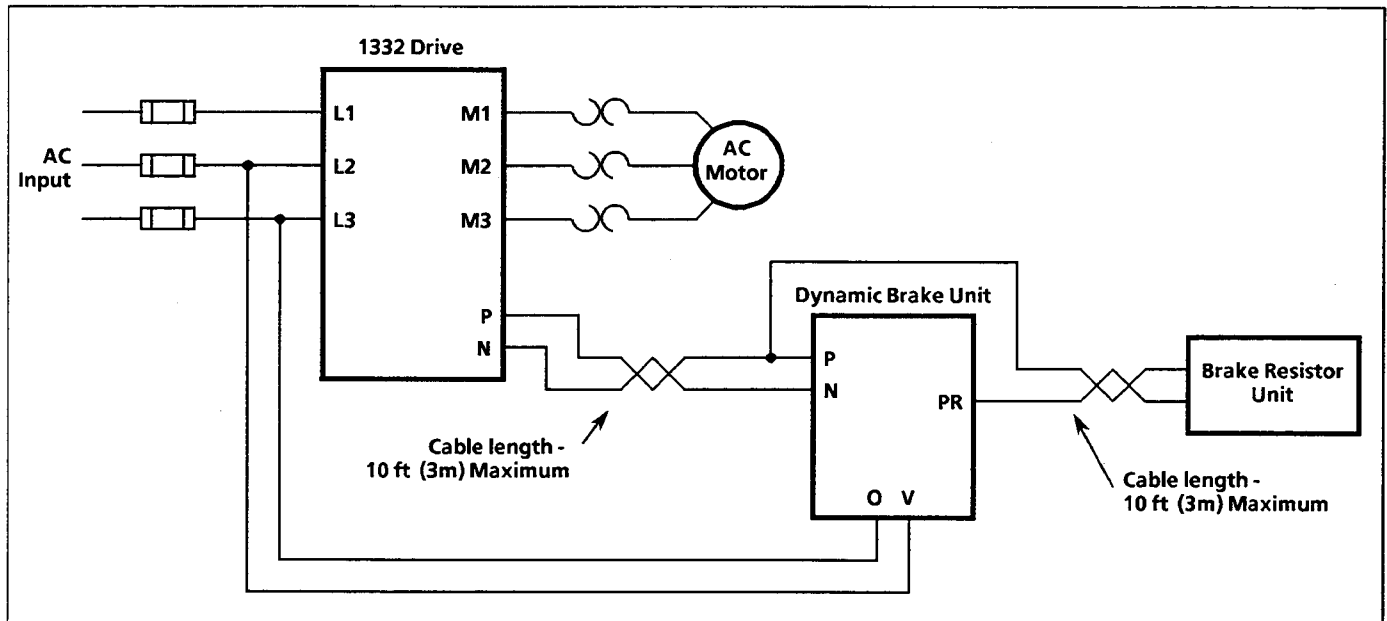 1332 Drive
L1
M1
AC
Input
L2
M2
AC
Motor
L3
M3
P
N
Dynamic Brake Unit
P
N
PR
Brake Resistor
Unit
Cable length -
10 ft (3m) Maximum
Cable length -
10 ft (3m) Maximum
O V